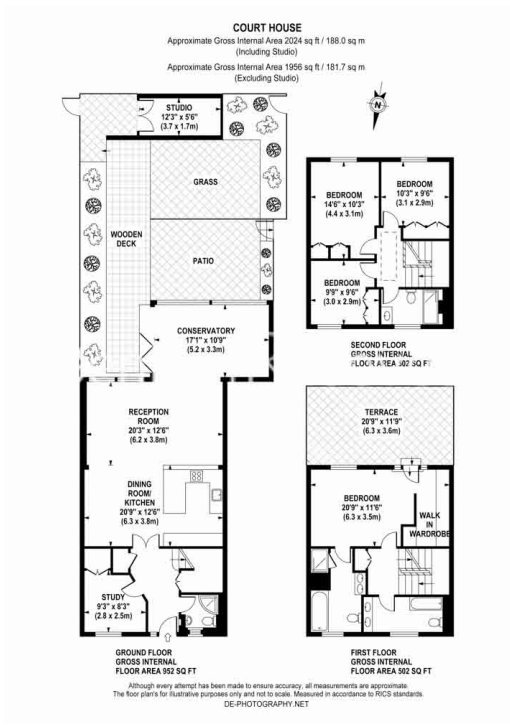 COURT HOUSE
Approximate Gross Internal Area 2024 sq ft / 188.0 sq m
(Including Studio)
Approximate Gross Internal Area 1956 sq ft / 181.7 sq m
(Excluding Studio)
N
STUDIO
12'3" x 5'6"
(3.7 x 1.7m)
GRASS
WOODEN
DECK
PATIO
CONSERVATORY
17'1" x 10'9"
(5.2 x 3.3m)
RECEPTION
ROOM
20'3" x 12'6"
(6.2 x 3.8m)
DINING
ROOM/
KITCHEN
20'9" x 12'6"
(6.3 x 3.8m)
STUDY
9'3" x 8'3"
(2.8 x 2.5m)
GROUND FLOOR
GROSS INTERNAL
FLOOR AREA 952 SQ FT
BEDROOM
14'6" x 10'3"
(4.4 x 3.1m)
BEDROOM
10'3" x 9'6"
(3.1 x 2.9m)
BEDROOM
9'9" x 9'6"
(3.0 x 2.9m)
SECOND FLOOR
GROSS INTERNAL
FLOOR AREA 502 SQ FT
TERRACE
20'9" x 11'9"
(6.3 x 3.6m)
BEDROOM
20'9" x 11'6"
(6.3 x 3.5m)
WALK
IN
WARDROBE
FIRST FLOOR
GROSS INTERNAL
FLOOR AREA 502 SQ FT
Although every attempt has been made to ensure accuracy, all measurements are approximate.
The floor plan's for illustrative purposes only and not to scale. Measured in accordance to RICS standards.
DE-PHOTOGRAPHY.NET